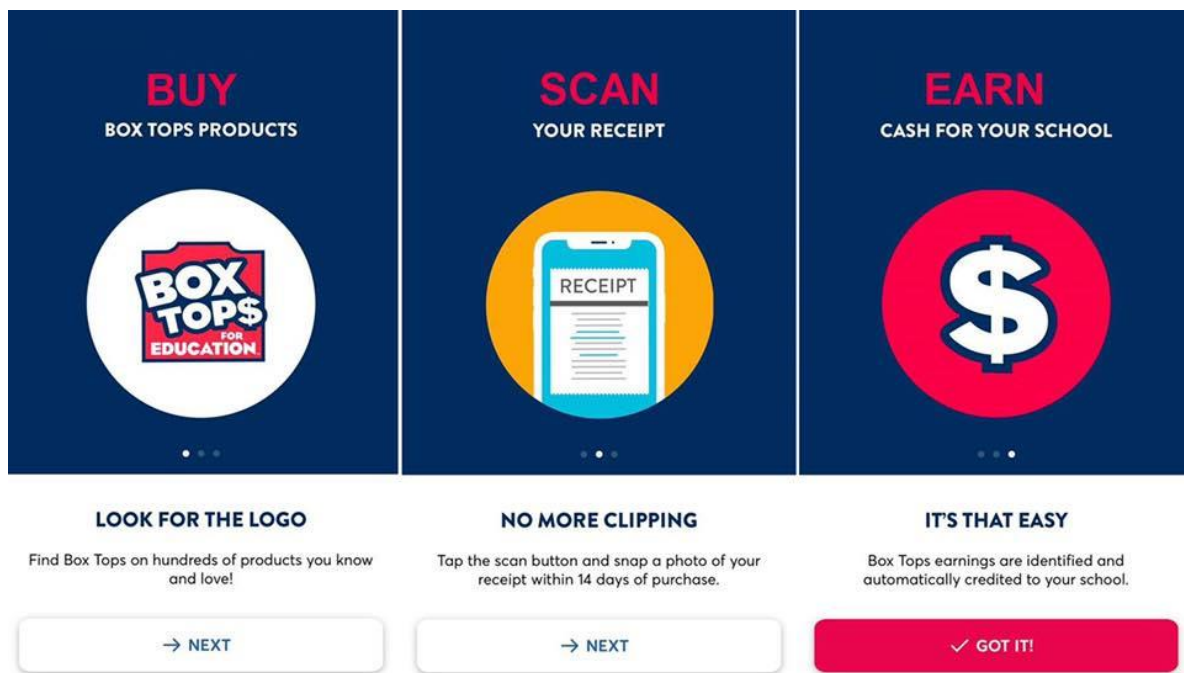 BUY
BOX TOPS PRODUCTS
BOX
TOP$
FOR
EDUCATION
LOOK FOR THE LOGO
Find Box Tops on hundreds of products you know
and love!
→ NEXT
SCAN
YOUR RECEIPT
RECEIPT
NO MORE CLIPPING
Tap the scan button and snap a photo of your
receipt within 14 days of purchase.
→ NEXT
EARN
CASH FOR YOUR SCHOOL
$
IT'S THAT EASY
Box Tops earnings are identified and
automatically credited to your school.
✓ GOT IT!